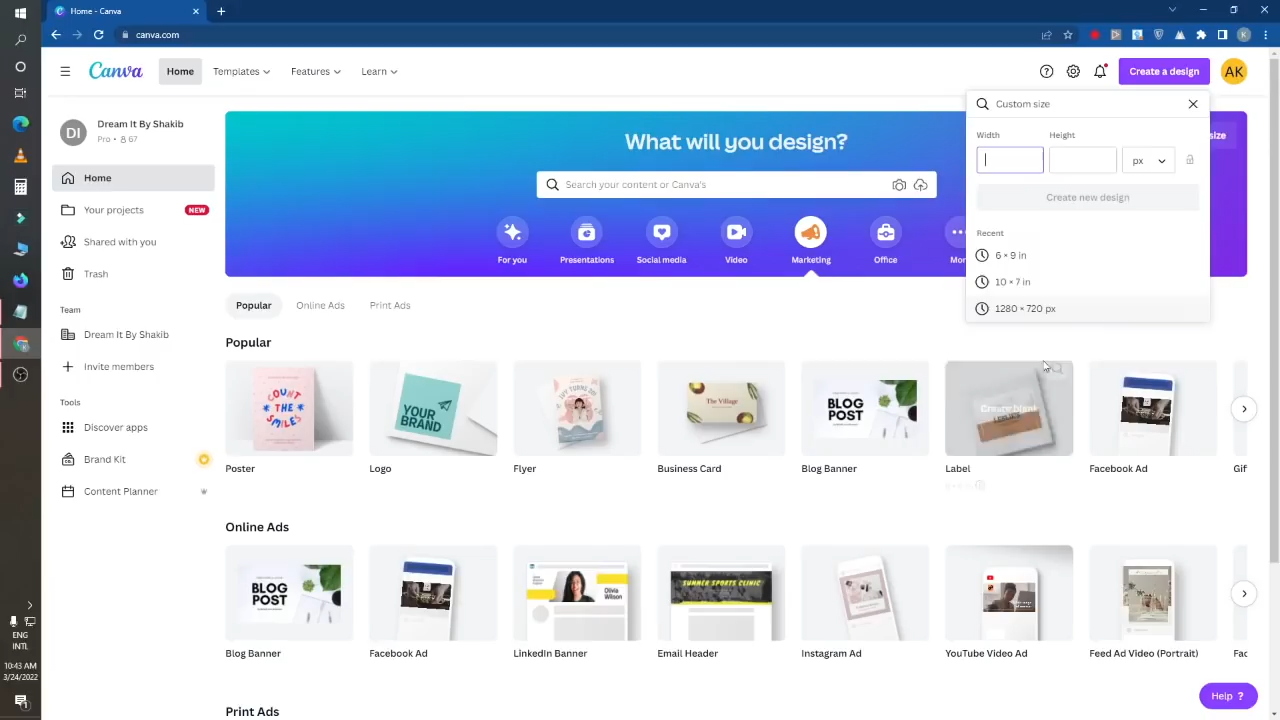 Home - Canva
canva.com
Canva
Home
Templates
Features
Learn
Create a design
AK
DI
Dream It By Shakib
Pro • 67
Home
Your projects
NEW
Shared with you
Trash
Team
Dream It By Shakib
Invite members
Tools
Discover apps
Brand Kit
Content Planner
What will you design?
Search your content or Canva's
For you
Presentations
Social media
Video
Marketing
Office
Mor
size
Custom size
Width
Height
px
Create new design
Recent
6 × 9 in
10 × 7 in
1280 × 720 px
Popular
Online Ads
Print Ads
Popular
COUNT
THE
SMILES
YOUR
BRAND
The Village
BLOG
POST
Poster
Logo
Flyer
Business Card
Blog Banner
Label
Facebook Ad
Gif
Online Ads
BLOG
POST
Olivia
Wilson
SUMMER SPORTS CLINIC
Blog Banner
Facebook Ad
LinkedIn Banner
Email Header
Instagram Ad
YouTube Video Ad
Feed Ad Video (Portrait)
Fac
Print Ads
Help ?
ENG
INTL
10:43 AM
3/24/2022